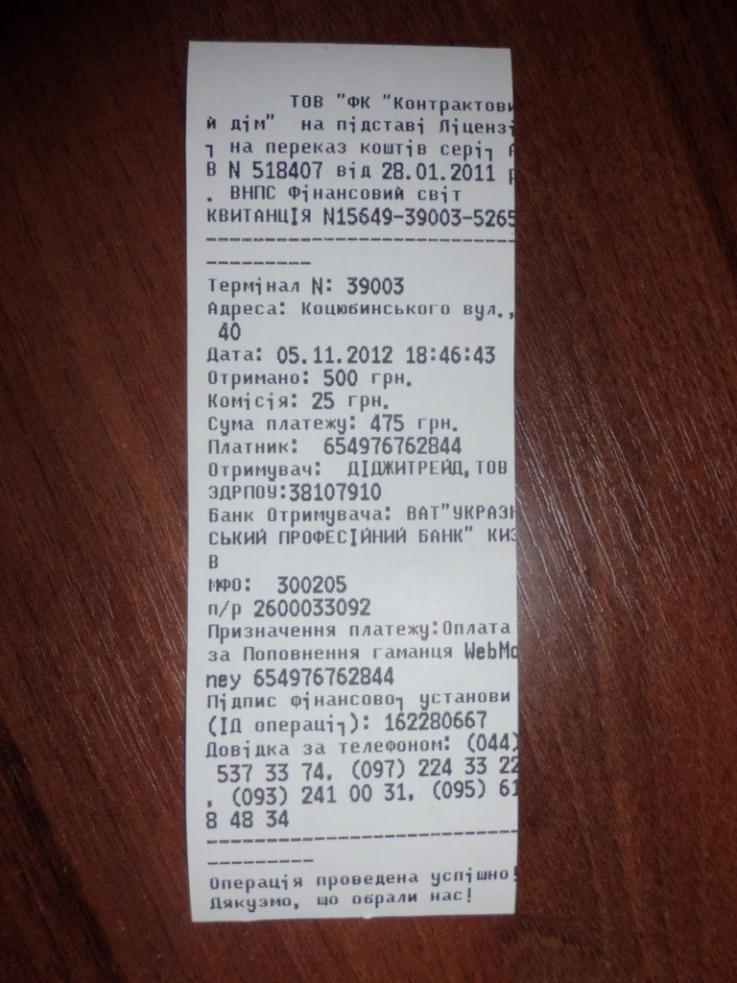 ТОВ "ФК "Контрактови
й дім" на підставі Ліцензі
ї на переказ коштів серії А
В N 518407 від 28.01.2011 р
. ВНПС Фінансовий світ
КВИТАНЦІЯ N15649-39003-5265
--------------------------
---------
Термінал N: 39003
Адреса: Коцюбинського вул.,
40
Дата: 05.11.2012 18:46:43
Отримано: 500 грн.
Комісія: 25 грн.
Сума платежу: 475 грн.
Платник: 654976762844
Отримувач: ДІДЖИТРЕЙД,ТОВ
ЭДРПОУ:38107910
Банк Отримувача: ВАТ"УКРАЭН
СЬКИЙ ПРОФЕСІЙНИЙ БАНК" КИЭ
В
МФО: 300205
п/р 2600033092
Призначення платежу:Оплата
за Поповнення гаманця WebMo
ney 654976762844
Підпис фінансової установи
(ІД операції): 162280667
Довідка за телефоном: (044)
537 33 74, (097) 224 33 22
, (093) 241 00 31, (095) 61
8 48 34
--------------------------
---------
Операція проведена успішно!
Дякуэмо, що обрали нас!